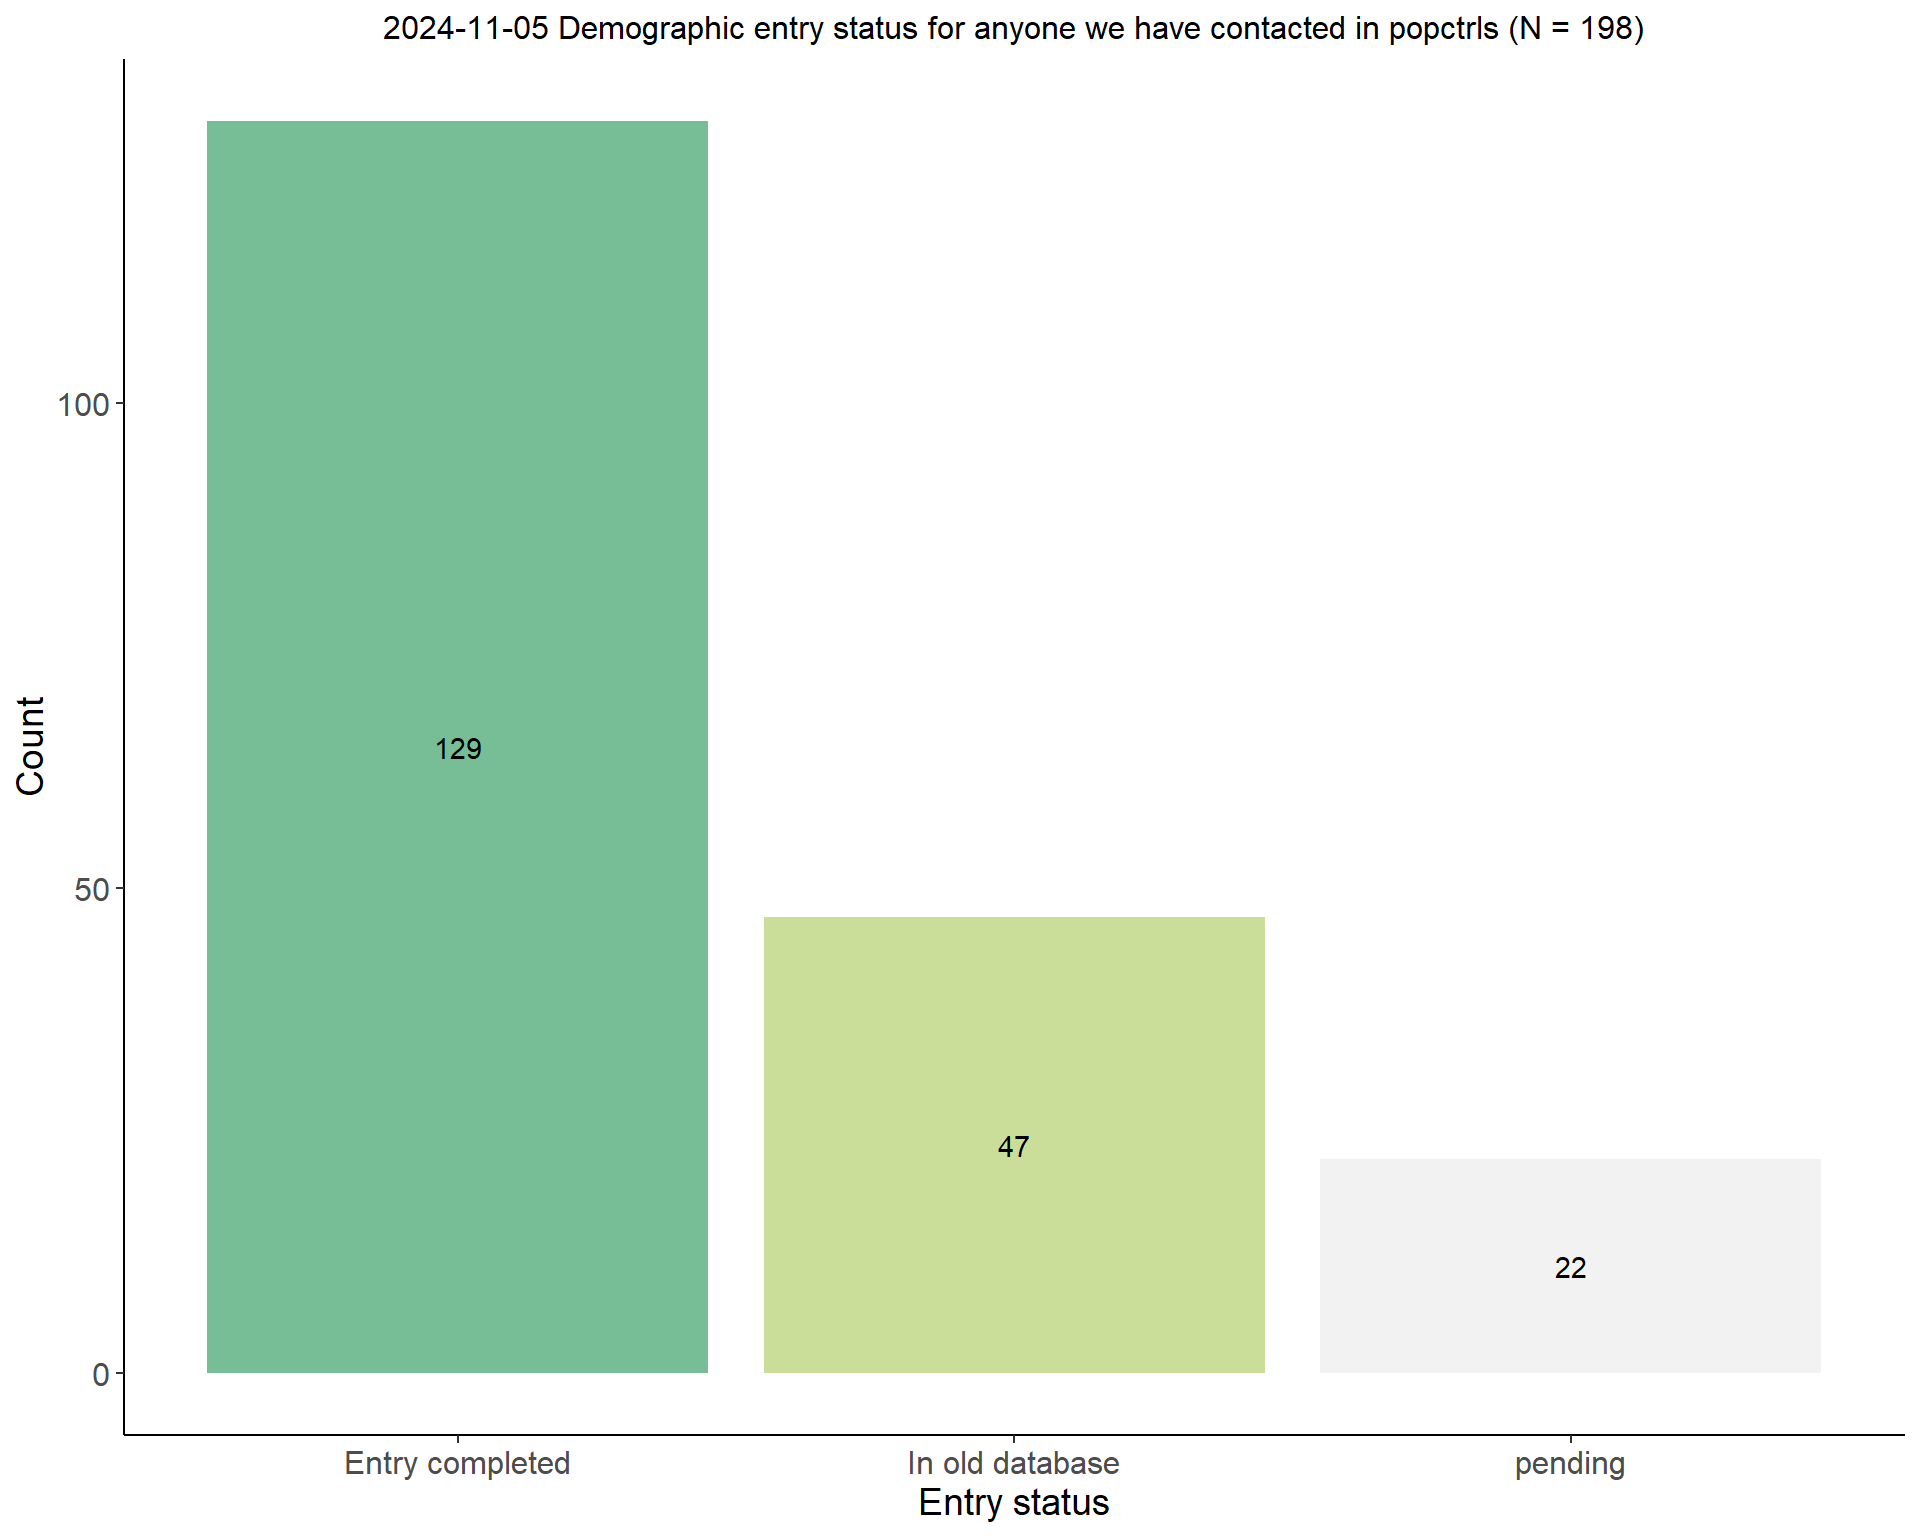 2024-11-05 Demographic entry status for anyone we have contacted in popctrls (N = 198)
Count
100
50
0
129
47
22
Entry completed
In old database
pending
Entry status